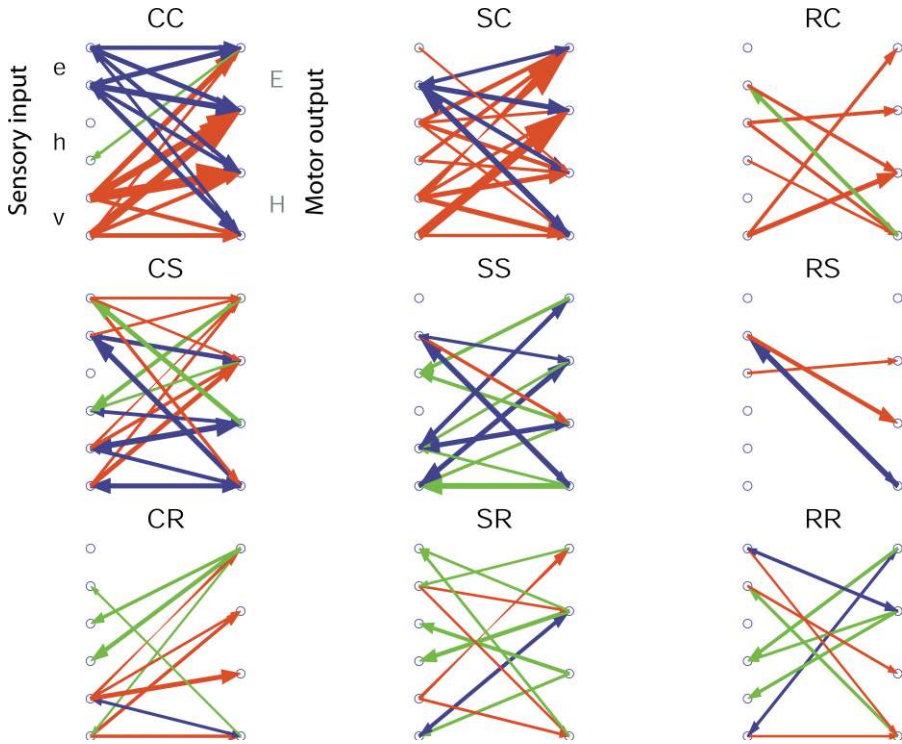 CC SC RC
Sensory input
e
h
v
E
H
Motor output
CS SS RS
CR SR RR